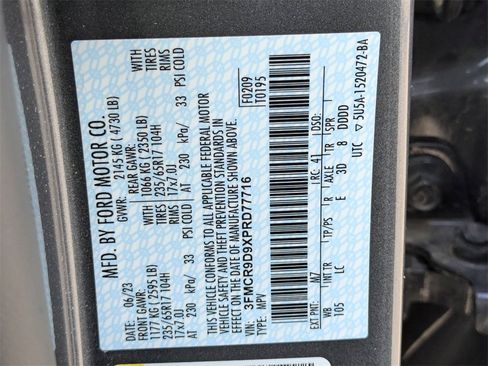 MFD. BY FORD MOTOR CO.
DATE: 06/23 GVWR: 2145 KG ( 4730 LB)
FRONT GAWR: REAR GAWR:
1177 KG ( 2595 LB) 1066 KG ( 2350 LB) WITH
235/65R17 104H 235/65R17 104H TIRES
17x7.0J 17x7.0J RIMS
AT 230 kPa/ 33 AT 230 kPa/ 33 PSI COLD
THIS VEHICLE CONFORMS TO ALL APPLICABLE FEDERAL MOTOR
VEHICLE SAFETY AND THEFT PREVENTION STANDARDS IN
EFFECT ON THE DATE OF MANUFACTURE SHOWN ABOVE.
VIN: 3FMCR9D9XPRD77716 F0209
TYPE: MPV T0195
EXT PNT: M7 RC: 41 DSO:
WB TP/PS R AXLE TR SPR
105 LC E 3D 8 DDDD
UTC ▽ 5U5A-1520472-BA